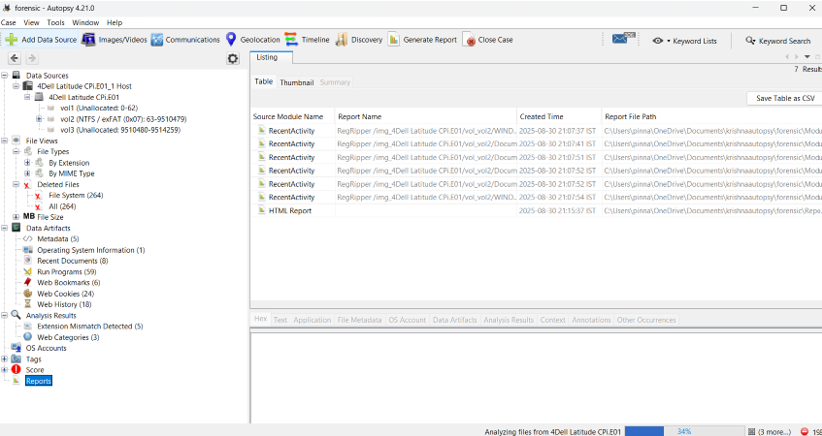 forensic - Autopsy 4.21.0
Case View Tools Window Help
Add Data Source Images/Videos Communications Geolocation Timeline Discovery Generate Report Close Case Keyword Lists Keyword Search
Listing
Data Sources
4Dell Latitude CPi.E01_1 Host
4Dell Latitude CPi.E01
vol1 (Unallocated: 0-62)
vol2 (NTFS / exFAT (0x07): 63-9510479)
vol3 (Unallocated: 9510480-9514259)
File Views
File Types
By Extension
By MIME Type
Deleted Files
File System (264)
All (264)
MB File Size
Data Artifacts
Metadata (5)
Operating System Information (1)
Recent Documents (8)
Run Programs (59)
Web Bookmarks (6)
Web Cookies (24)
Web History (18)
Analysis Results
Extension Mismatch Detected (5)
Web Categories (3)
OS Accounts
Tags
Score
Reports
7 Results
Table Thumbnail Summary
Save Table as CSV
Source Module Name Report Name Created Time Report File Path
RecentActivity RegRipper /img_4Dell Latitude CPi.E01/vol_vol2/WIND... 2025-08-30 21:07:37 IST C:\Users\pinna\OneDrive\Documents\krishnaautopsy\forensic\Modu
RecentActivity RegRipper /img_4Dell Latitude CPi.E01/vol_vol2/Docum... 2025-08-30 21:07:41 IST C:\Users\pinna\OneDrive\Documents\krishnaautopsy\forensic\Modu
RecentActivity RegRipper /img_4Dell Latitude CPi.E01/vol_vol2/Docum... 2025-08-30 21:07:51 IST C:\Users\pinna\OneDrive\Documents\krishnaautopsy\forensic\Modu
RecentActivity RegRipper /img_4Dell Latitude CPi.E01/vol_vol2/Docum... 2025-08-30 21:07:52 IST C:\Users\pinna\OneDrive\Documents\krishnaautopsy\forensic\Modu
RecentActivity RegRipper /img_4Dell Latitude CPi.E01/vol_vol2/Docum... 2025-08-30 21:07:52 IST C:\Users\pinna\OneDrive\Documents\krishnaautopsy\forensic\Modu
RecentActivity RegRipper /img_4Dell Latitude CPi.E01/vol_vol2/WIND... 2025-08-30 21:07:54 IST C:\Users\pinna\OneDrive\Documents\krishnaautopsy\forensic\Modu
HTML Report 2025-08-30 21:15:37 IST C:\Users\pinna\OneDrive\Documents\krishnaautopsy\forensic\Repo
Hex Text Application File Metadata OS Account Data Artifacts Analysis Results Context Annotations Other Occurrences
Analyzing files from 4Dell Latitude CPi.E01 34% (3 more...)